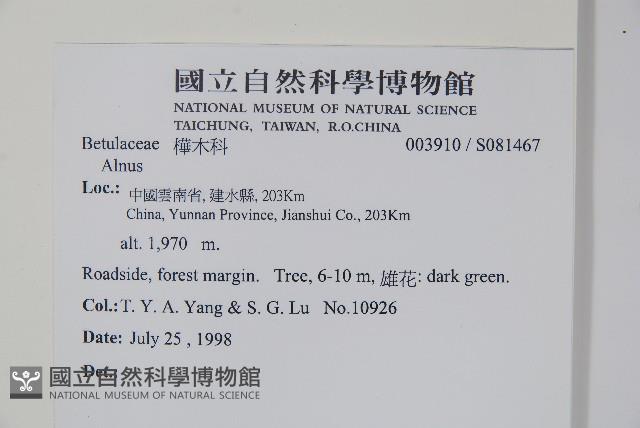 國立自然科學博物館
NATIONAL MUSEUM OF NATURAL SCIENCE
TAICHUNG, TAIWAN, R.O.CHINA
Betulaceae 樺木科 003910 / S081467
Alnus
Loc.: 中國雲南省, 建水縣, 203Km
China, Yunnan Province, Jianshui Co., 203Km
alt. 1,970 m.
Roadside, forest margin. Tree, 6-10 m, 雄花: dark green.
Col.: T. Y. A. Yang & S. G. Lu No.10926
Date: July 25 , 1998
Det.:
國立自然科學博物館
NATIONAL MUSEUM OF NATURAL SCIENCE